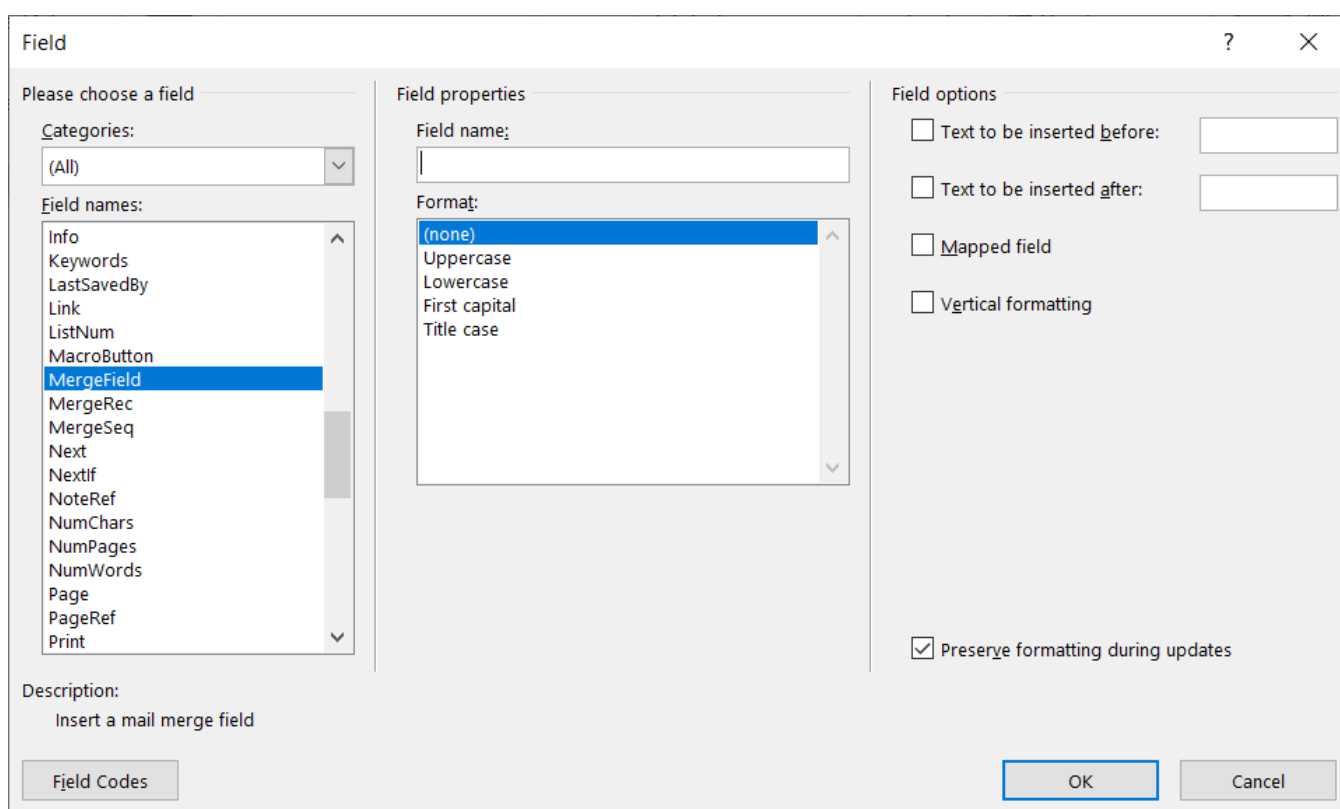 Field ? ×
Please choose a field
Categories:
(All)
Field names:
Info
Keywords
LastSavedBy
Link
ListNum
MacroButton
MergeField
MergeRec
MergeSeq
Next
NextIf
NoteRef
NumChars
NumPages
NumWords
Page
PageRef
Print
Field properties
Field name:
Format:
(none)
Uppercase
Lowercase
First capital
Title case
Field options
Text to be inserted before:
Text to be inserted after:
Mapped field
Vertical formatting
Preserve formatting during updates
Description:
Insert a mail merge field
Field Codes
OK
Cancel